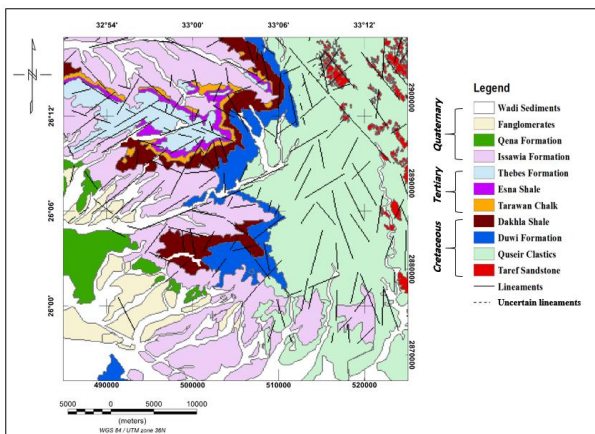 32°54' 33°00' 33°06' 33°12'
N
26°12'
26°06'
26°00'
2900000
2890000
2880000
2870000
490000 500000 510000 520000
5000 0 5000 10000
(meters)
WGS 84 / UTM zone 36N
Legend
Quaternary
Wadi Sediments
Fanglomerates
Qena Formation
Issawia Formation
Tertiary
Thebes Formation
Esna Shale
Tarawan Chalk
Cretaceous
Dakhla Shale
Duwi Formation
Quseir Clastics
Taref Sandstone
Lineaments
Uncertain lineaments